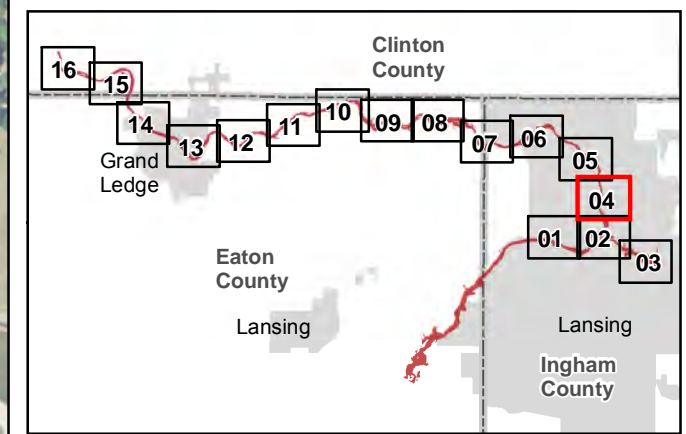 Clinton
County
16
15
14
13
12
11
10
09
08
07
06
05
04
01
02
03
Grand
Ledge
Eaton
County
Lansing
Lansing
Ingham
County